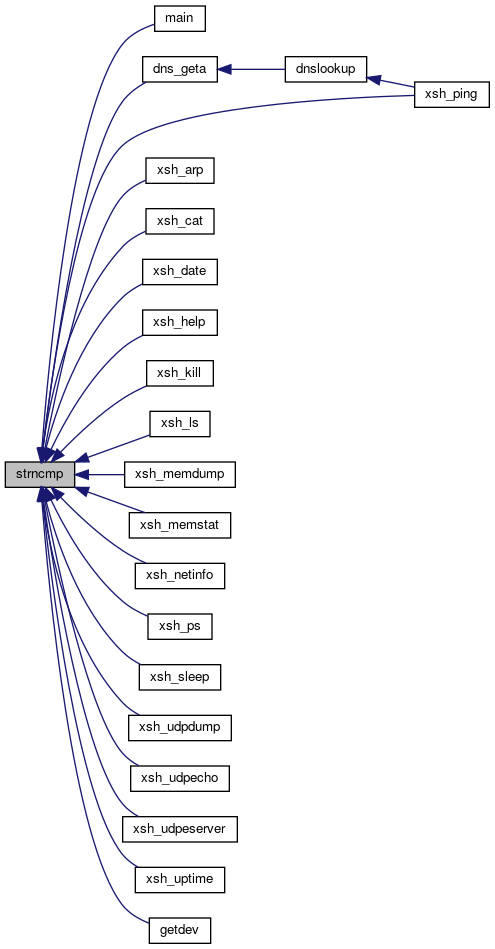 main
dns_geta
dnslookup
xsh_ping
xsh_arp
xsh_cat
xsh_date
xsh_help
xsh_kill
xsh_ls
strncmp
xsh_memdump
xsh_memstat
xsh_netinfo
xsh_ps
xsh_sleep
xsh_udpdump
xsh_udpecho
xsh_udpeserver
xsh_uptime
getdev